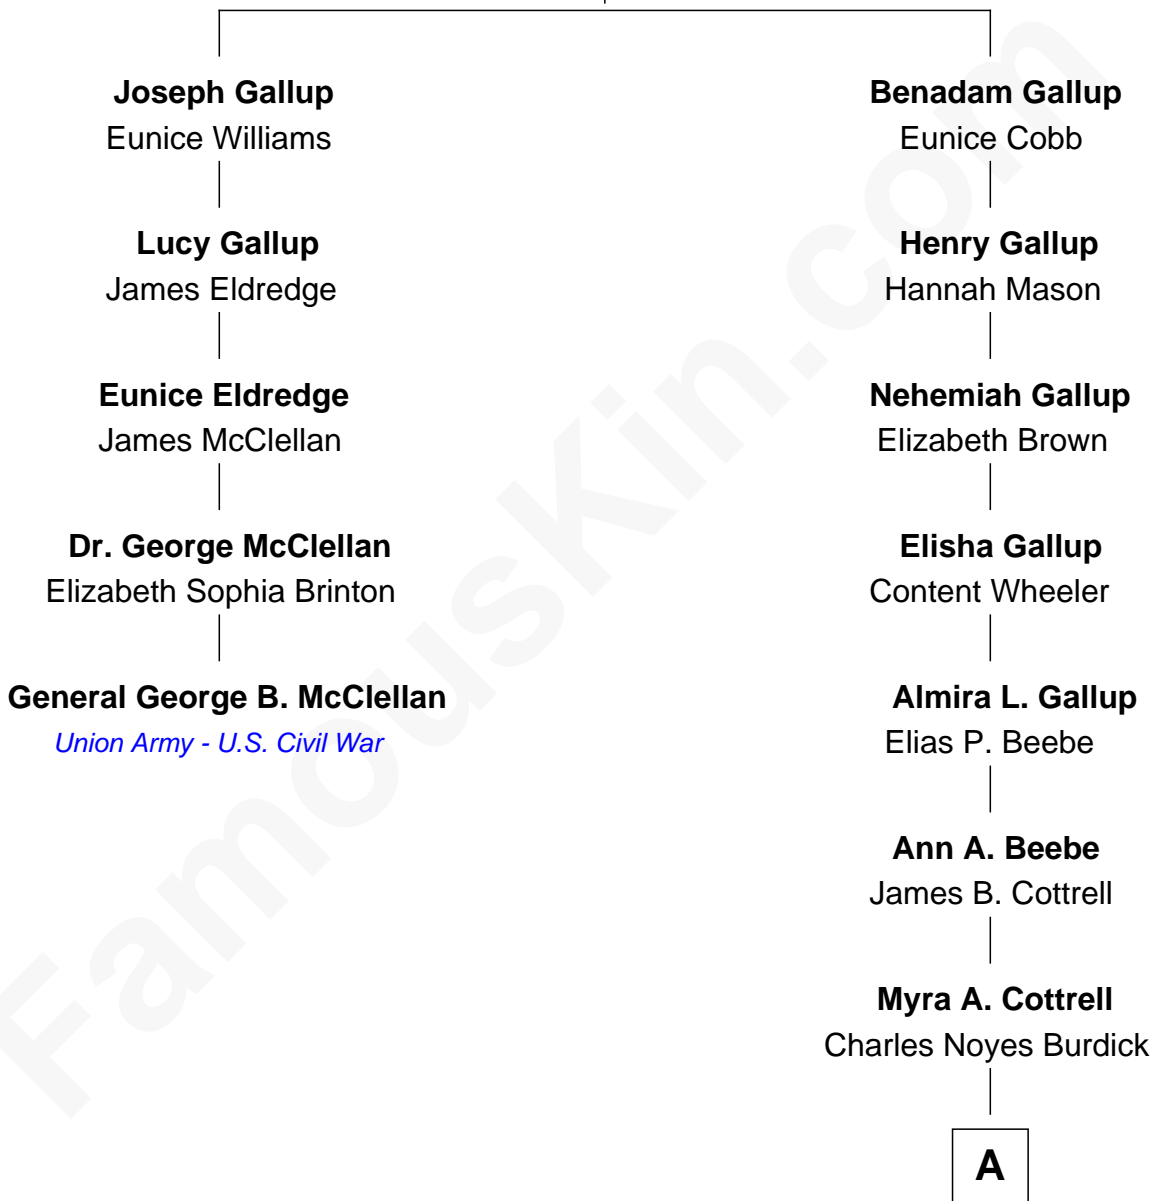 Joseph Gallup
Eunice Williams
Lucy Gallup
James Eldredge
Eunice Eldredge
James McClellan
Dr. George McClellan
Elizabeth Sophia Brinton
General George B. McClellan
Union Army - U.S. Civil War
Benadam Gallup
Eunice Cobb
Henry Gallup
Hannah Mason
Nehemiah Gallup
Elizabeth Brown
Elisha Gallup
Content Wheeler
Almira L. Gallup
Elias P. Beebe
Ann A. Beebe
James B. Cottrell
Myra A. Cottrell
Charles Noyes Burdick
A
FamousKin.com